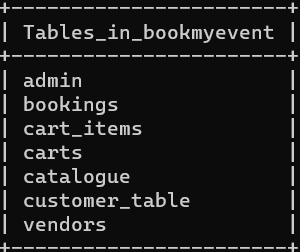 +------------------------+
| Tables_in_bookmyevent |
+------------------------+
| admin |
| bookings |
| cart_items |
| carts |
| catalogue |
| customer_table |
| vendors |
+------------------------+